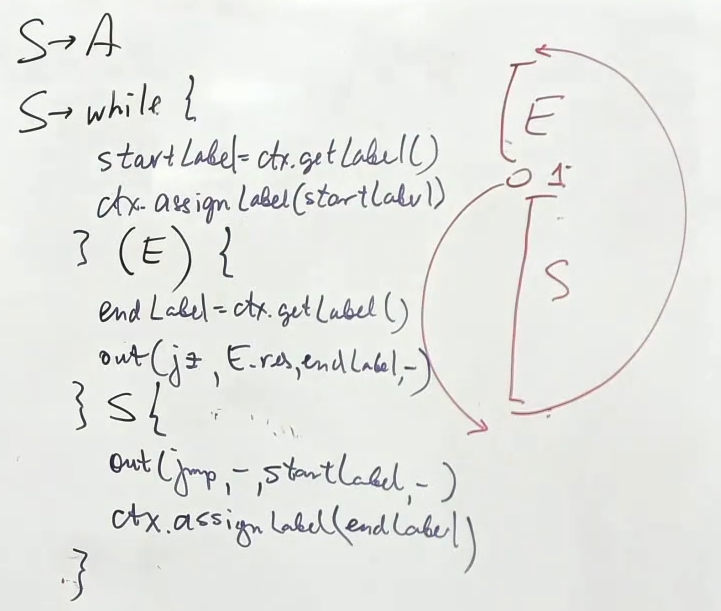 S→ A
S→ while {
startLabel=ctx.getLabel()
ctx.assignLabel(startLabel)
} (E) {
endLabel=ctx.getLabel()
out(jz, E.res, endLabel, -)
} S {
out(jmp, -, startLabel, -)
ctx.assignLabel(endLabel)
}
E
0 1
S